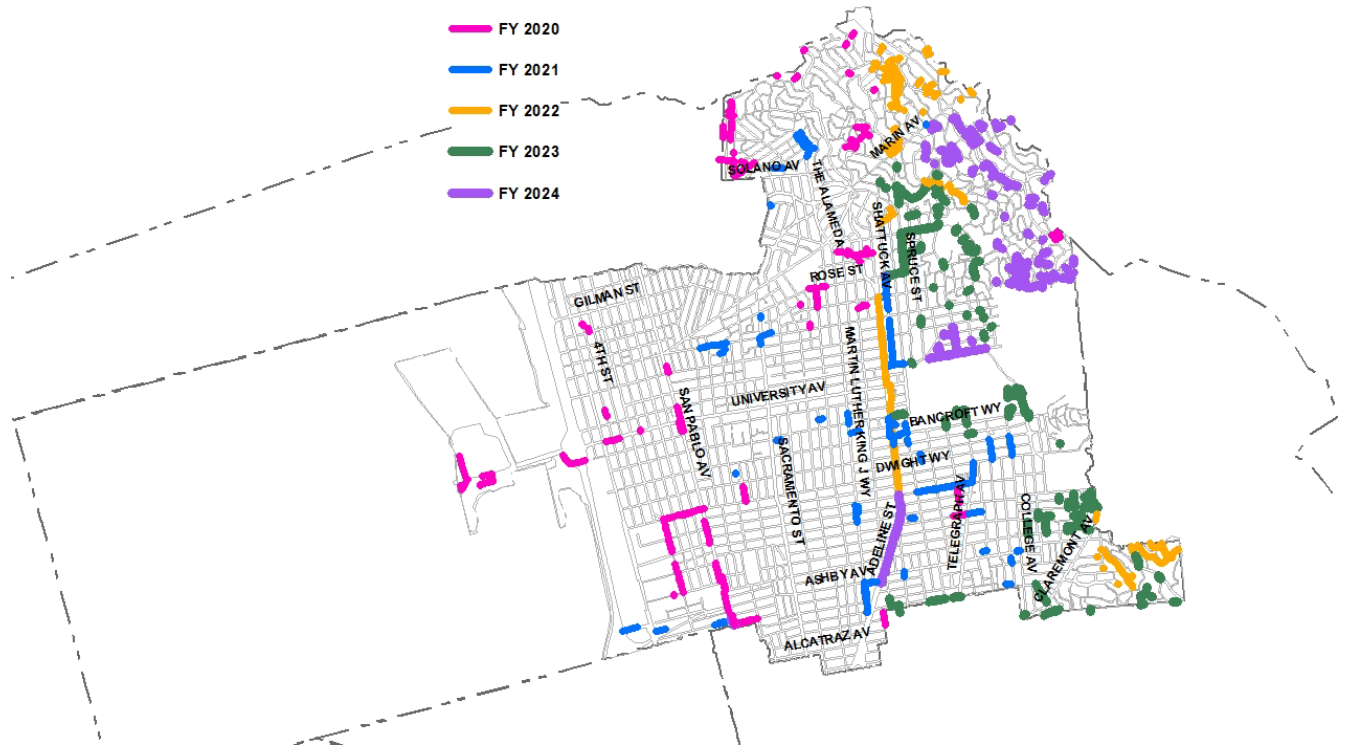 FY 2020
FY 2021
FY 2022
FY 2023
FY 2024
MARIN AV
SOLANO AV
THE ALAMEDA
SHATTUCK AV
SPRUCE ST
ROSE ST
GILMAN ST
4TH ST
MARTIN LUTHER KING J WY
UNIVERSITY AV
SAN PABLO AV
BANCROFT WY
SACRAMENTO ST
DWIGHT WY
TELEGRAPH AV
COLLEGE AV
ADELINE ST
CLAREMONT AV
ASHBY AV
ALCATRAZ AV